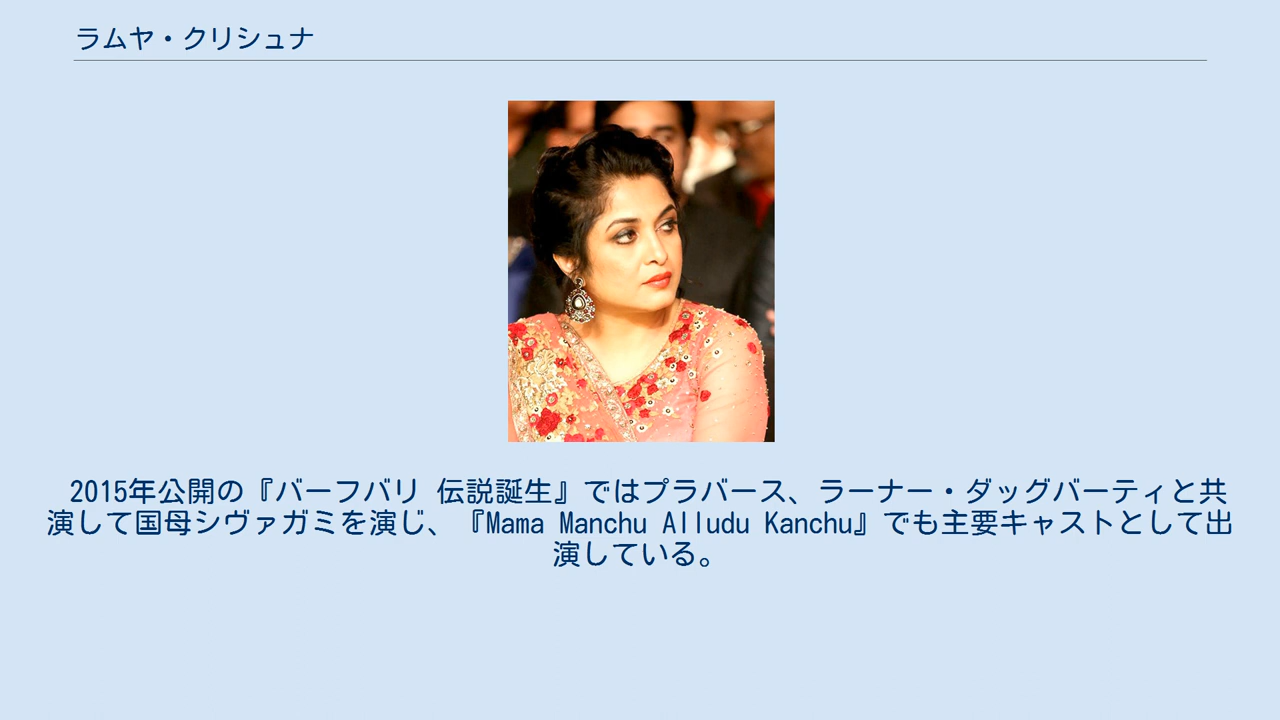 ラムヤ・クリシュナ
2015年公開の『バーフバリ 伝説誕生』ではプラバース、ラーナー・ダッグバーティと共
演して国母シヴァガミを演じ、『Mama Manchu Alludu Kanchu』でも主要キャストとして出
演している。